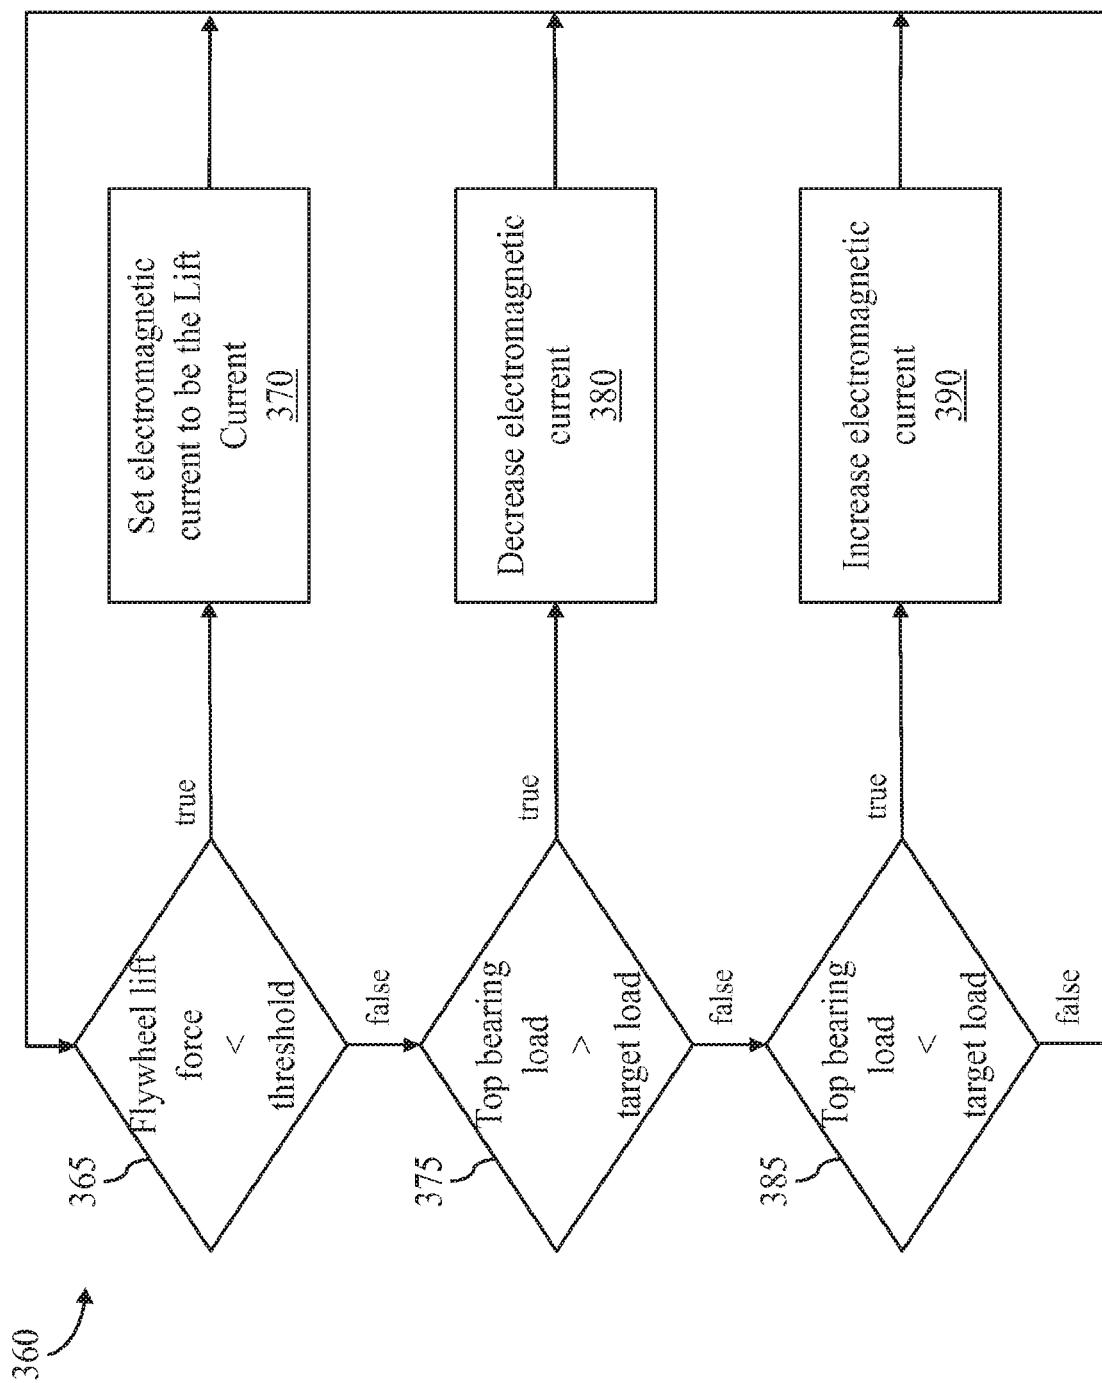 360
365
Flywheel lift
force
<
threshold
true
false
Set electromagnetic
current to be the Lift
Current
370
375
Top bearing
load
>
target load
true
false
Decrease electromagnetic
current
380
385
Top bearing
load
<
target load
true
false
Increase electromagnetic
current
390